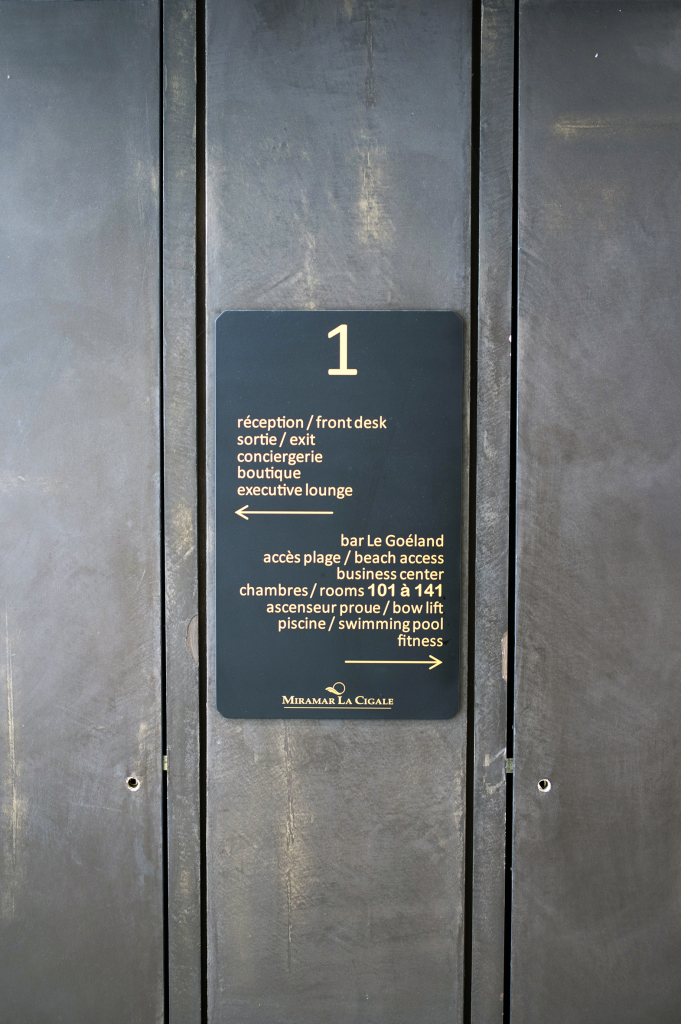 1
réception / front desk
sortie / exit
conciergerie
boutique
executive lounge
bar Le Goéland
accès plage / beach access
business center
chambres / rooms 101 à 141
ascenseur proue / bow lift
piscine / swimming pool
fitness
MIRAMAR LA CIGALE